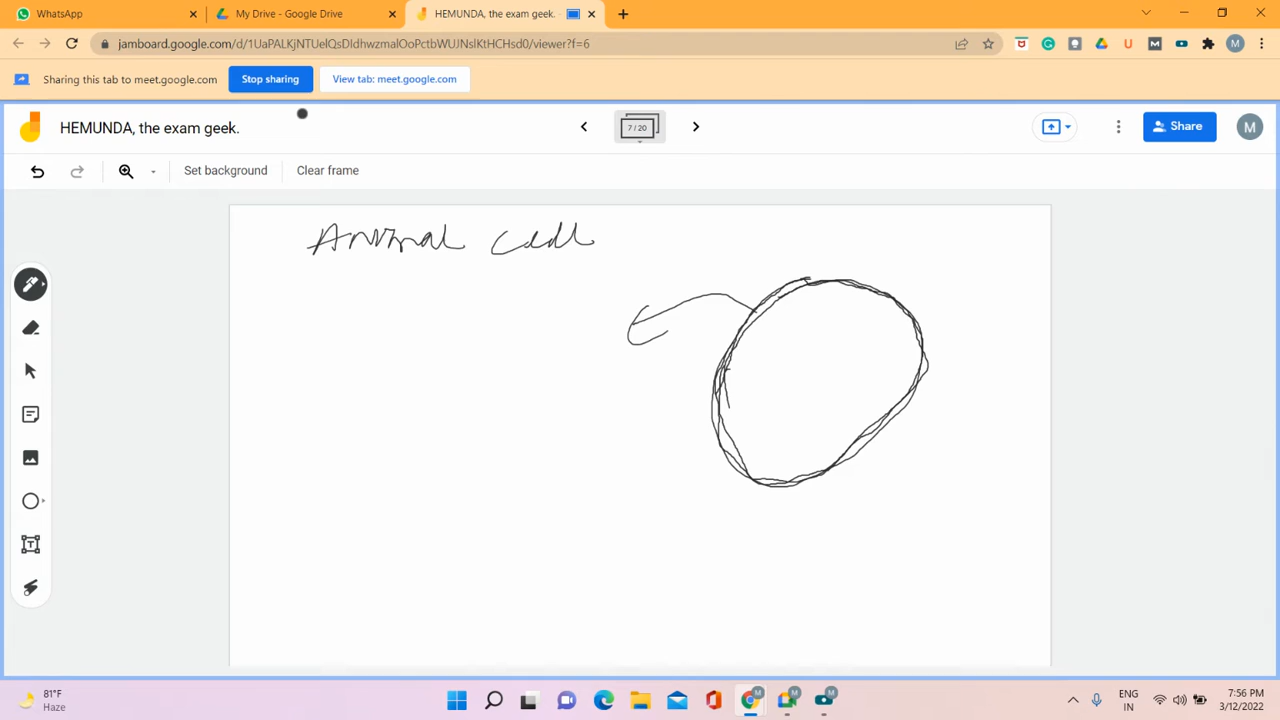 WhatsApp
My Drive - Google Drive
HEMUNDA, the exam geek.
jamboard.google.com/d/1UaPALKjNTUelQsDIdhwzmalOoPctbWUJNslKtHCHsd0/viewer?f=6
M
Sharing this tab to meet.google.com
Stop sharing
View tab: meet.google.com
HEMUNDA, the exam geek.
7 / 20
Share
M
Set background
Clear frame
Animal Cell
81°F
Haze
ENG
IN
7:56 PM
3/12/2022